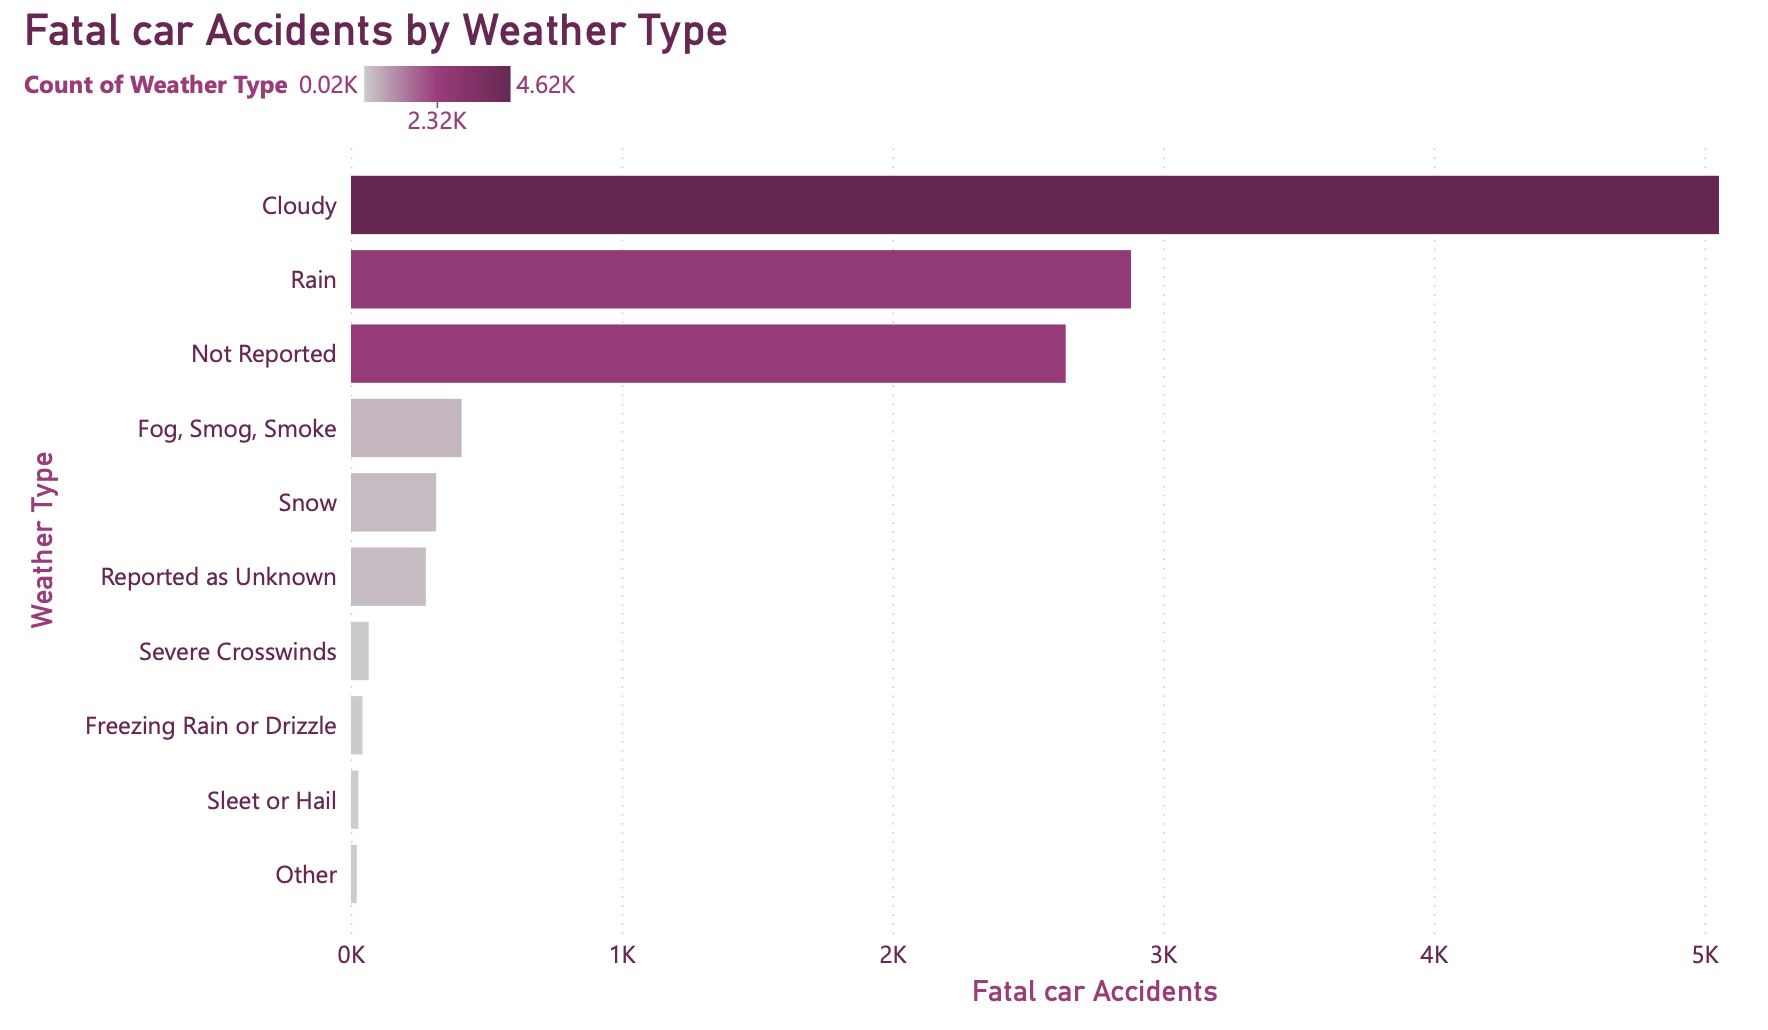 Fatal car Accidents by Weather Type
Count of Weather Type 0.02K 4.62K
2.32K
Cloudy
Rain
Not Reported
Fog, Smog, Smoke
Snow
Reported as Unknown
Severe Crosswinds
Freezing Rain or Drizzle
Sleet or Hail
Other
Weather Type
0K 1K 2K 3K 4K 5K
Fatal car Accidents